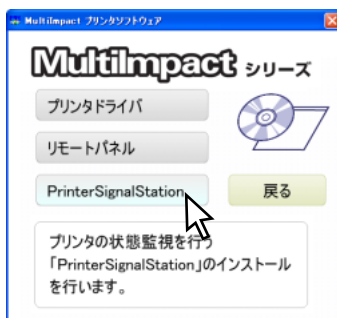 MultiImpact プリンタソフトウェア
MultiImpact シリーズ
プリンタドライバ
リモートパネル
PrinterSignalStation
戻る
プリンタの状態監視を行う
「PrinterSignalStation」のインストール
を行います。